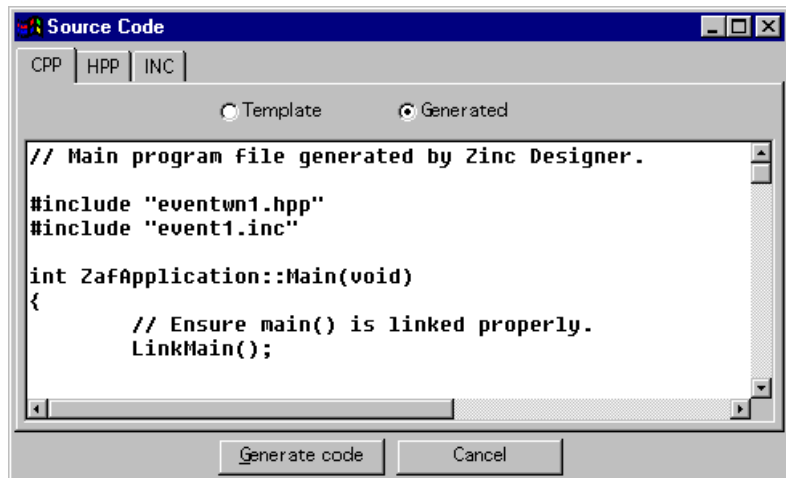 Source Code
CPP HPP INC
Template Generated
// Main program file generated by Zinc Designer.
#include "eventwn1.hpp"
#include "event1.inc"
int ZafApplication::Main(void)
{
// Ensure main() is linked properly.
LinkMain();
Generate code Cancel